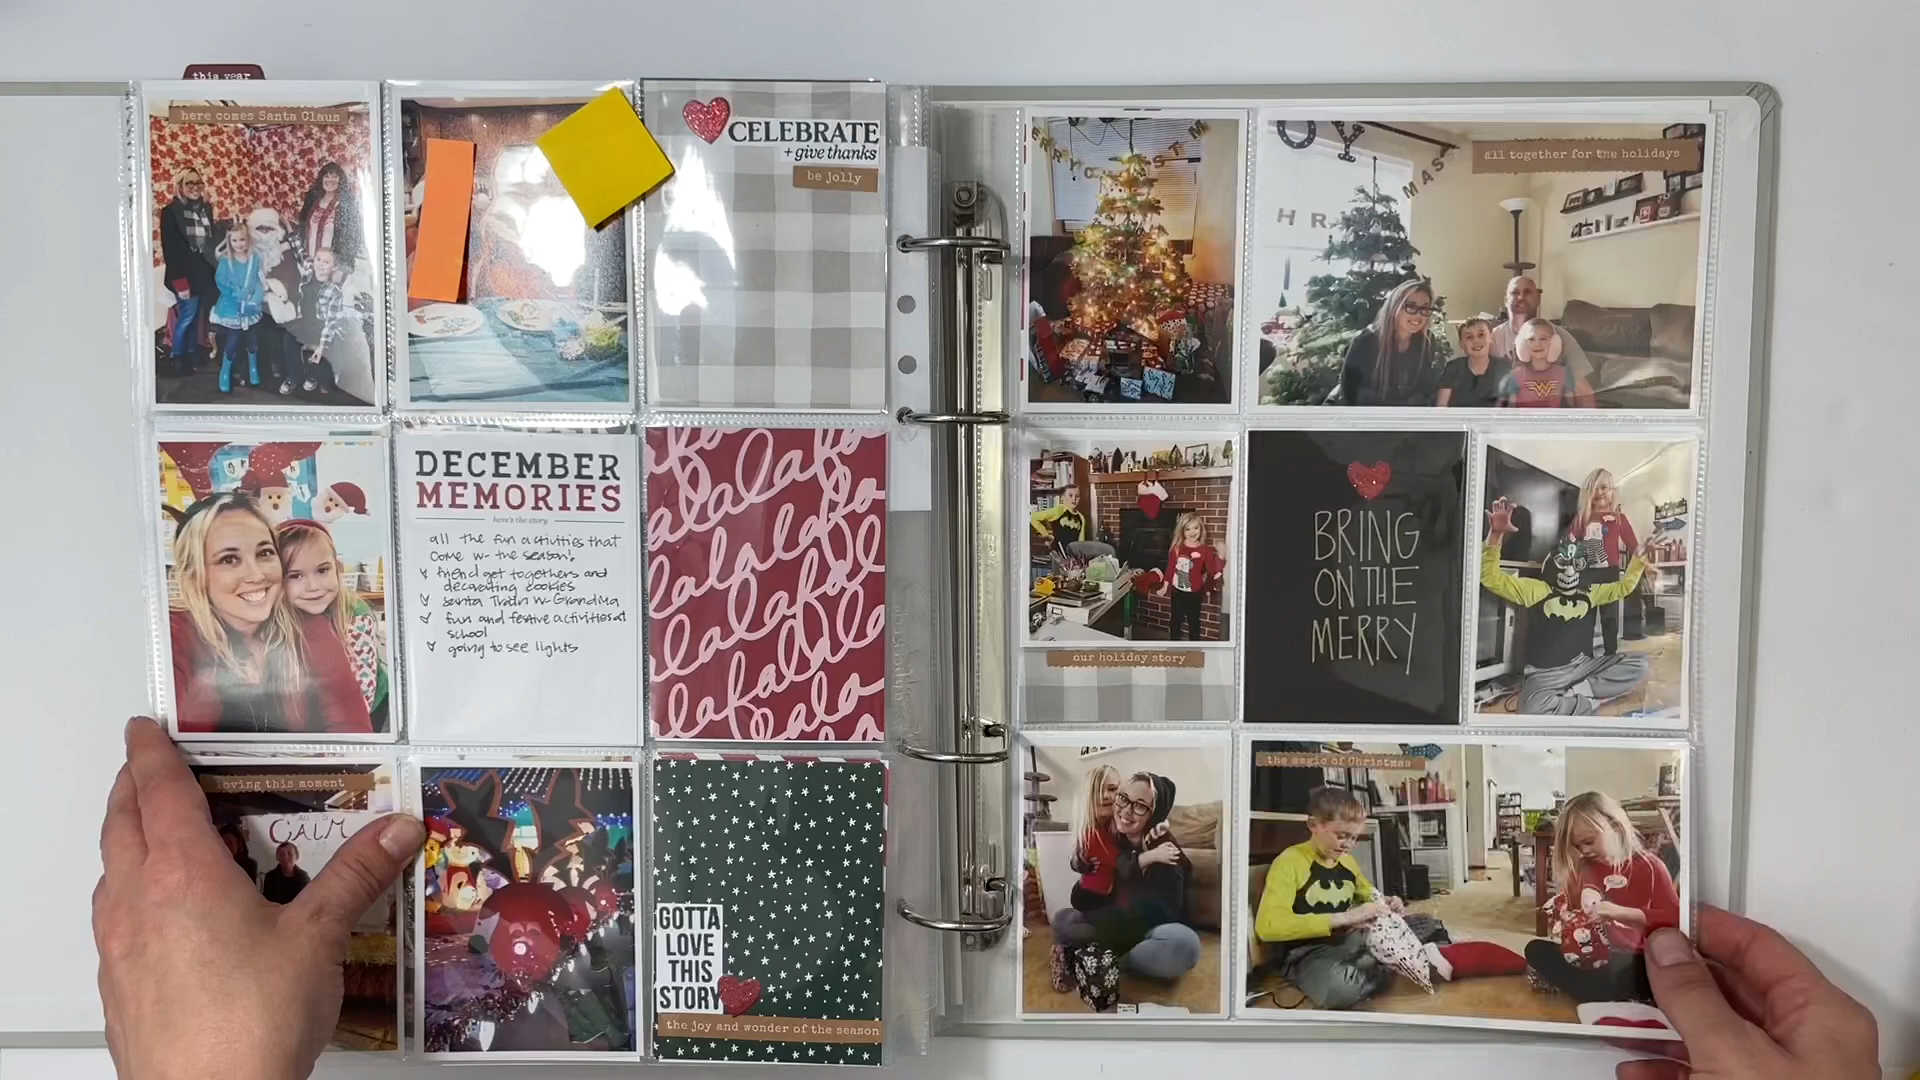 this year
here comes Santa Claus
CELEBRATE
+ give thanks
be jolly
DECEMBER
MEMORIES
here's the story
all the fun activities that
come w- the season!
friend get togethers and
decorating cookies
santa Train w- Grandma
fun and festive activities at
school
going to see lights
loving this moment
CALM
GOTTA
LOVE
THIS
STORY
the joy and wonder of the season
all together for the holidays
our holiday story
BRING
ON THE
MERRY
the magic of Christmas